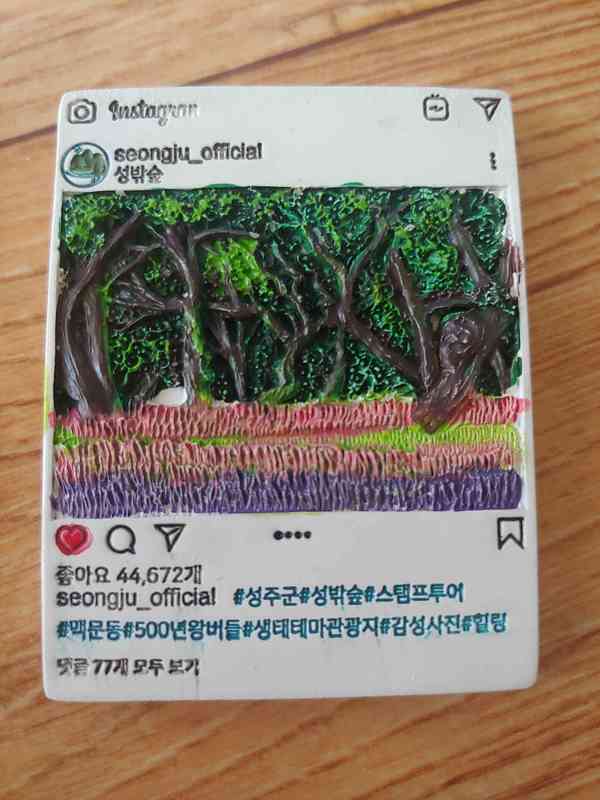 Instagram
seongju_official
성밖숲
좋아요 44,672개
seongju_official #성주군#성밖숲#스탬프투어
#맥문동#500년왕버들#생태테마관광지#감성사진#힐링
댓글 77개 모두 보기